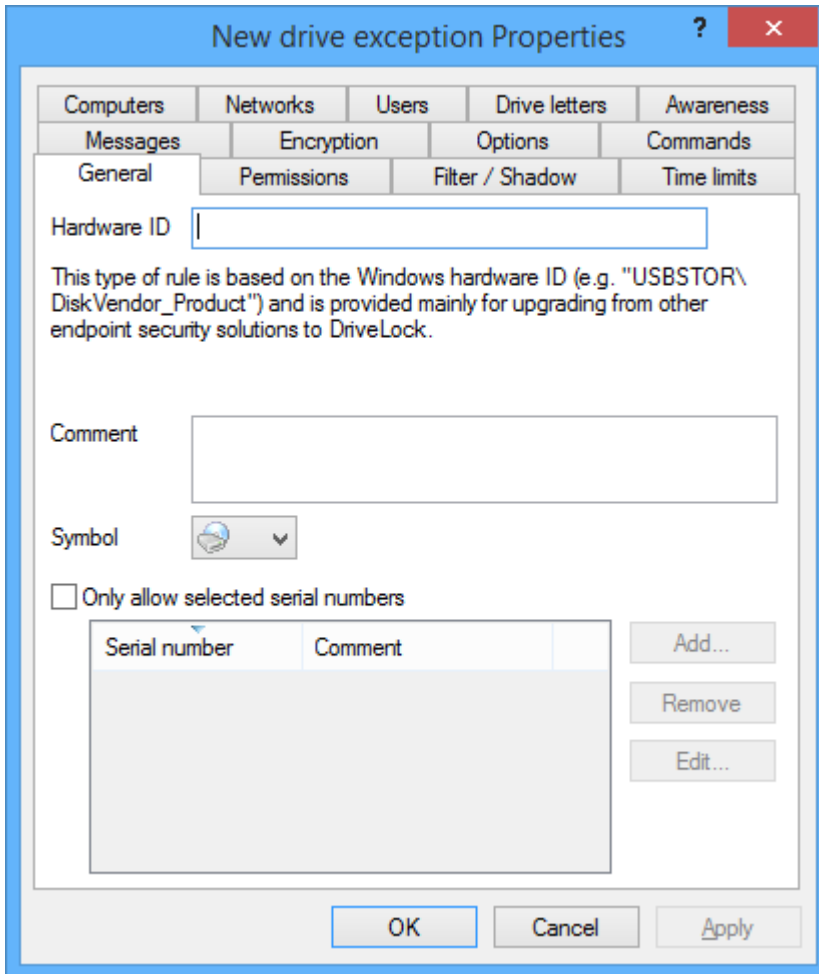 New drive exception Properties ?
Computers Networks Users Drive letters Awareness
Messages Encryption Options Commands
General Permissions Filter / Shadow Time limits
Hardware ID
This type of rule is based on the Windows hardware ID (e.g. "USBSTOR\
DiskVendor_Product") and is provided mainly for upgrading from other
endpoint security solutions to DriveLock.
Comment
Symbol
Only allow selected serial numbers
Serial number Comment
Add...
Remove
Edit...
OK Cancel Apply